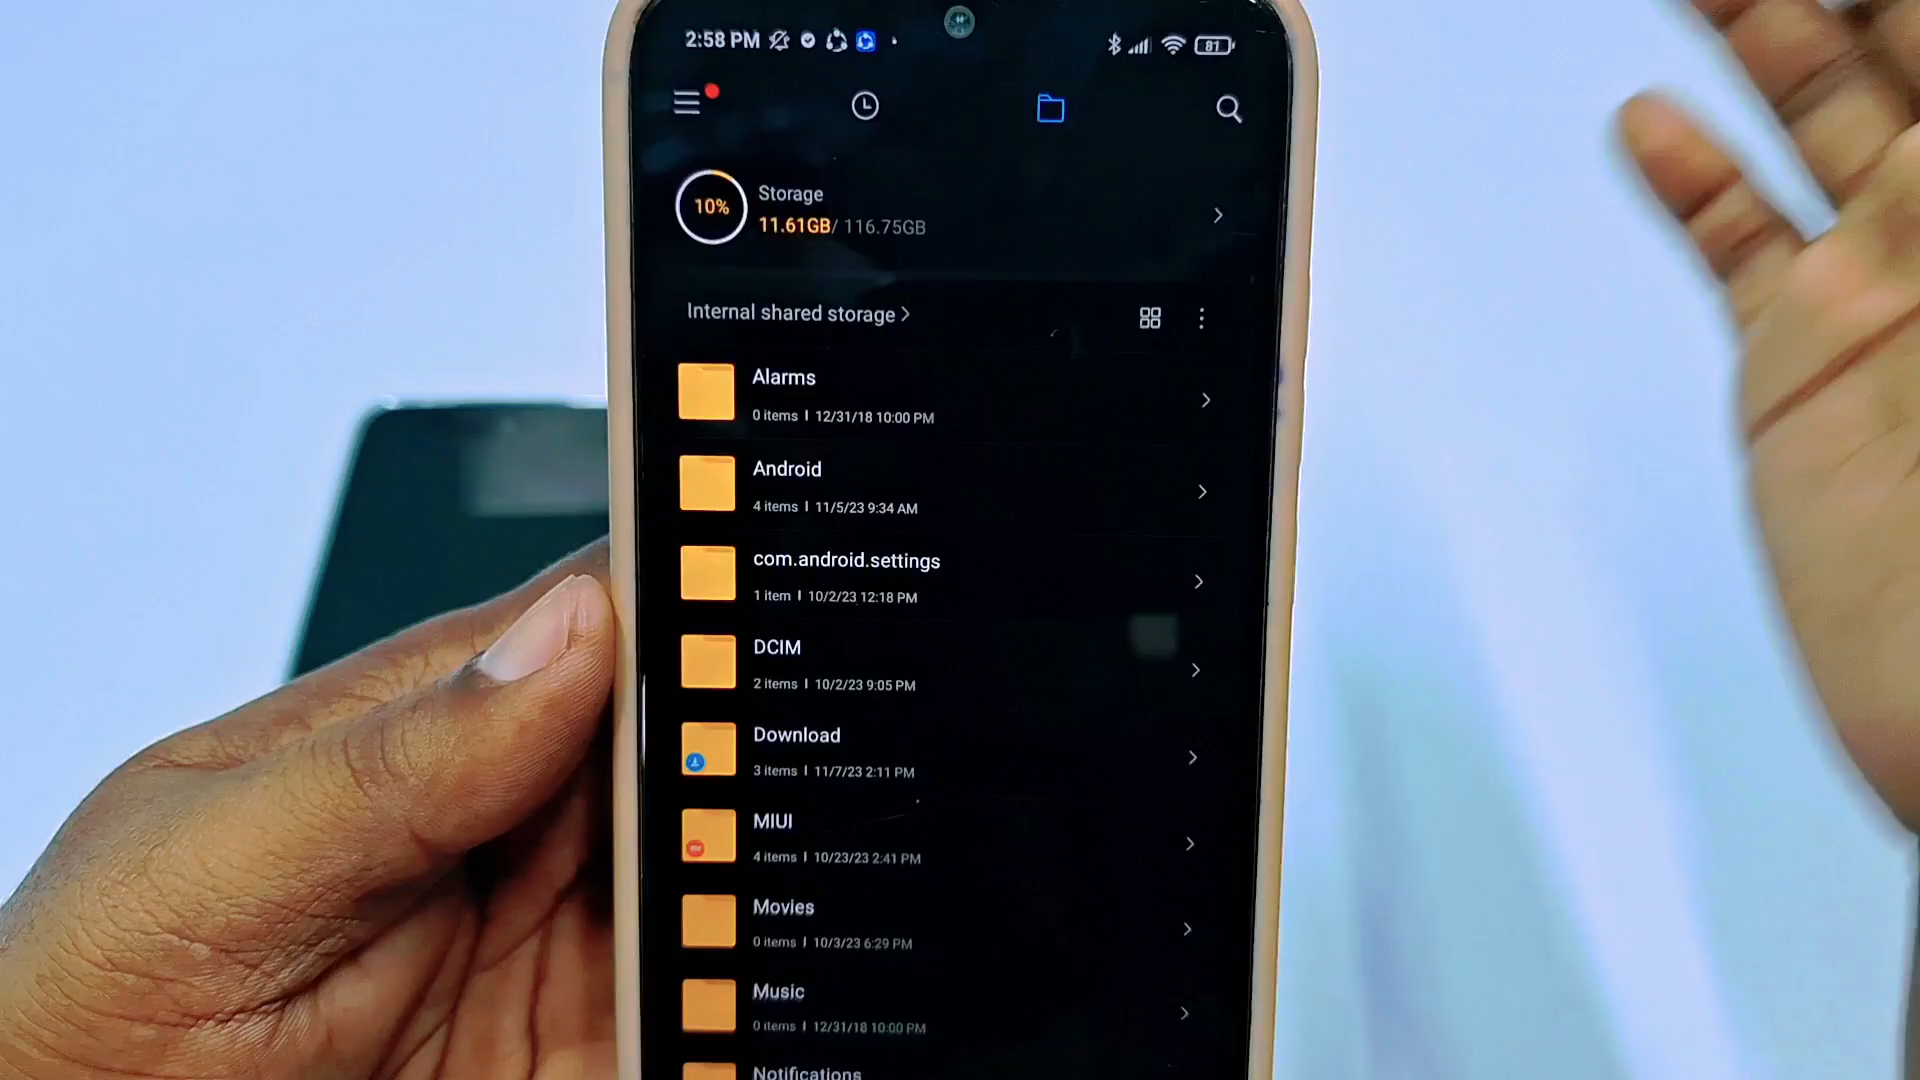 2:58 PM
81
10%
Storage
11.61GB/ 116.75GB
Internal shared storage >
Alarms
0 items | 12/31/18 10:00 PM
Android
4 items | 11/5/23 9:34 AM
com.android.settings
1 item | 10/2/23 12:18 PM
DCIM
2 items | 10/2/23 9:05 PM
Download
3 items | 11/7/23 2:11 PM
MIUI
4 items | 10/23/23 2:41 PM
Movies
0 items | 10/3/23 6:29 PM
Music
0 items | 12/31/18 10:00 PM
Notifications